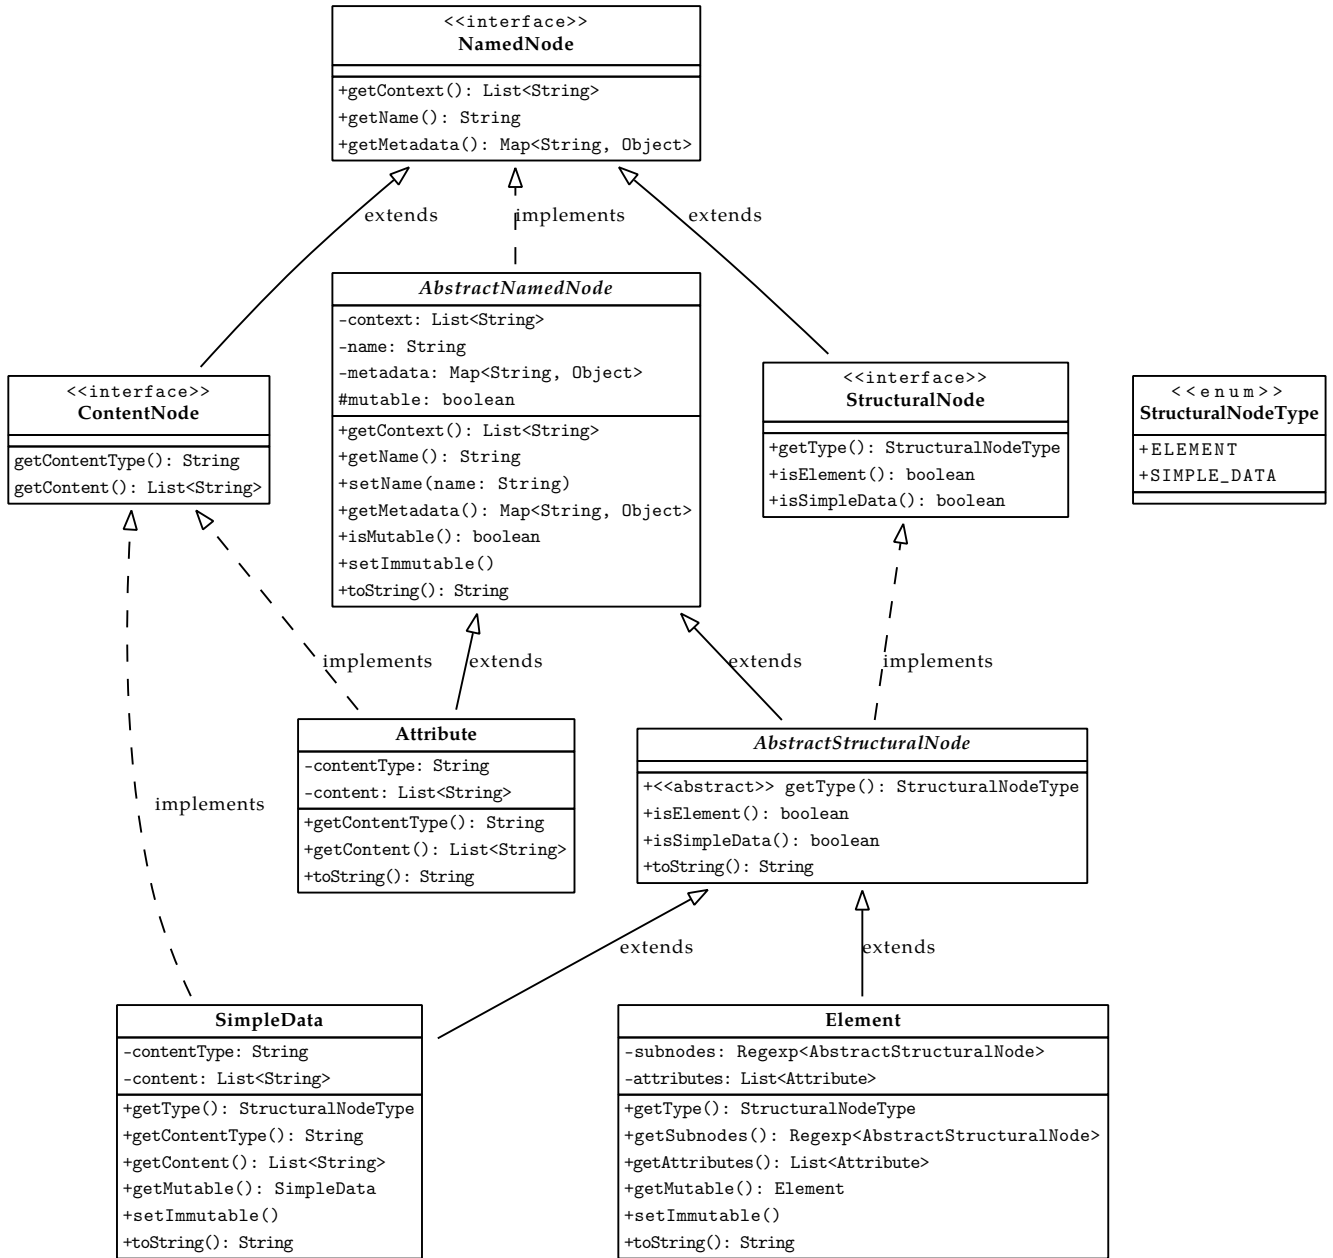 <<interface>>
NamedNode
+getContext(): List<String>
+getName(): String
+getMetadata(): Map<String, Object>
extends
implements
extends
AbstractNamedNode
-context: List<String>
-name: String
-metadata: Map<String, Object>
#mutable: boolean
+getContext(): List<String>
+getName(): String
+setName(name: String)
+getMetadata(): Map<String, Object>
+isMutable(): boolean
+setImmutable()
+toString(): String
<<interface>>
ContentNode
getContentType(): String
getContent(): List<String>
<<interface>>
StructuralNode
+getType(): StructuralNodeType
+isElement(): boolean
+isSimpleData(): boolean
<<enum>>
StructuralNodeType
+ELEMENT
+SIMPLE_DATA
implements
extends
extends
implements
Attribute
-contentType: String
-content: List<String>
+getContentType(): String
+getContent(): List<String>
+toString(): String
AbstractStructuralNode
+<<abstract>> getType(): StructuralNodeType
+isElement(): boolean
+isSimpleData(): boolean
+toString(): String
implements
extends
extends
SimpleData
-contentType: String
-content: List<String>
+getType(): StructuralNodeType
+getContentType(): String
+getContent(): List<String>
+getMutable(): SimpleData
+setImmutable()
+toString(): String
Element
-subnodes: Regexp<AbstractStructuralNode>
-attributes: List<Attribute>
+getType(): StructuralNodeType
+getSubnodes(): Regexp<AbstractStructuralNode>
+getAttributes(): List<Attribute>
+getMutable(): Element
+setImmutable()
+toString(): String